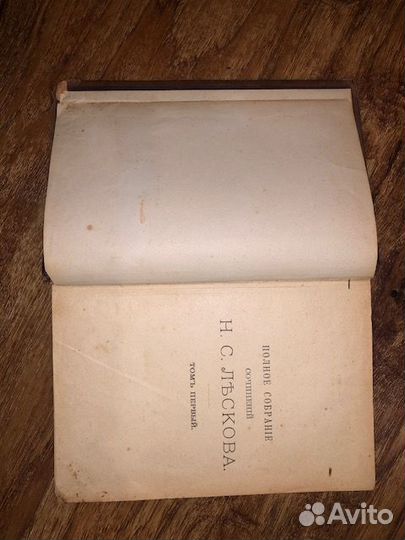 ПОЛНОЕ СОБРАНІЕ
СОЧИНЕНІЙ
Н. С. ЛѢСКОВА.
ТОМЪ ПЕРВЫЙ.
Avito